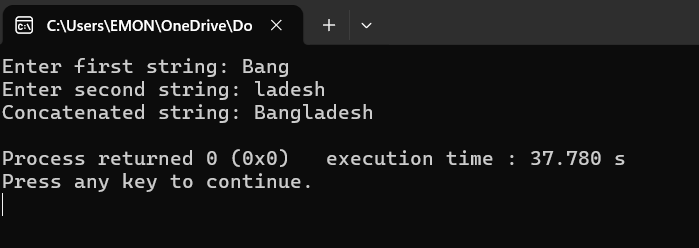 C:\Users\EMON\OneDrive\Do
Enter first string: Bang
Enter second string: ladesh
Concatenated string: Bangladesh
Process returned 0 (0x0)   execution time : 37.780 s
Press any key to continue.